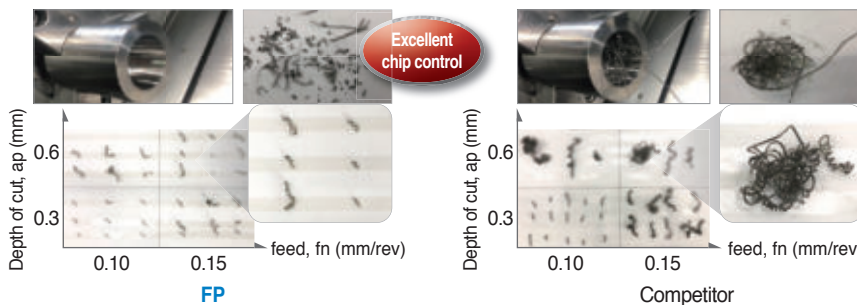 Excellent
chip control
Depth of cut, ap (mm)
0.6
0.3
0.10
0.15
feed, fn (mm/rev)
FP
Depth of cut, ap (mm)
0.6
0.3
0.10
0.15
feed, fn (mm/rev
Competitor